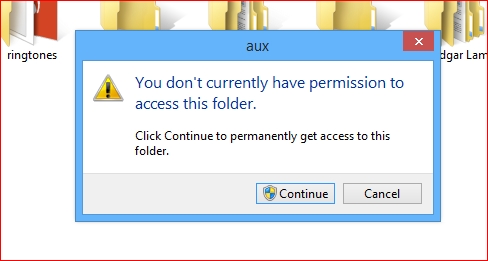 aux
ringtones
dgar Lam
You don't currently have permission to
access this folder.
Click Continue to permanently get access to this
folder.
Continue
Cancel